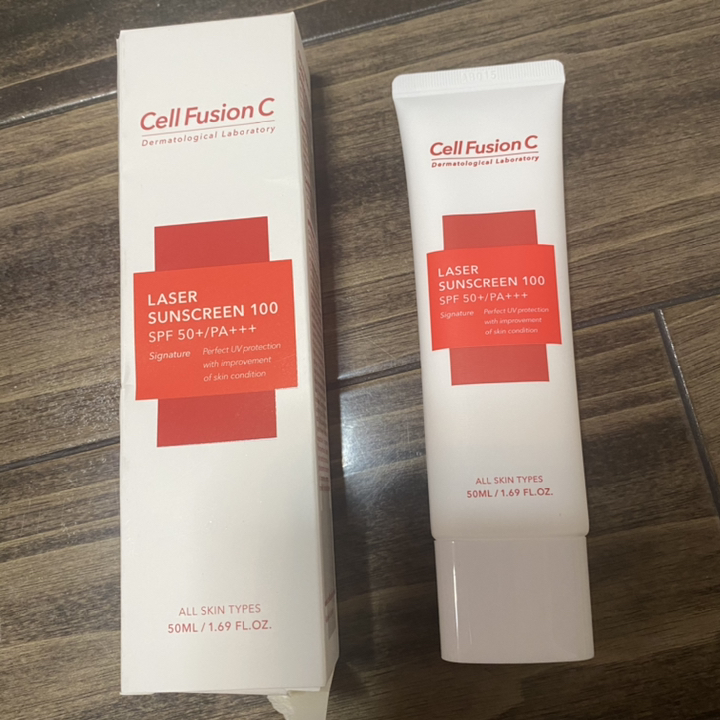 Cell Fusion C
Dermatological Laboratory
LASER
SUNSCREEN 100
SPF 50+/PA+++
Signature
Perfect UV protection
with improvement
of skin condition
ALL SKIN TYPES
50ML / 1.69 FL.OZ.
Cell Fusion C
Dermatological Laboratory
LASER
SUNSCREEN 100
SPF 50+/PA+++
Signature
Perfect UV protection
with improvement
of skin condition
ALL SKIN TYPES
50ML / 1.69 FL.OZ.